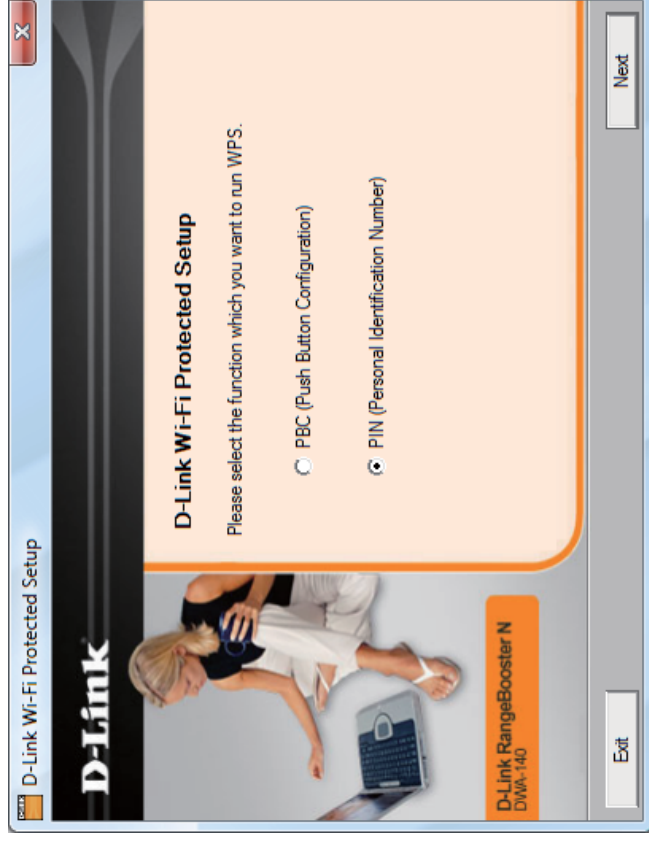 D-Link Wi-Fi Protected Setup
D-Link
D-Link Wi-Fi Protected Setup
Please select the function which you want to run WPS.
PBC (Push Button Configuration)
PIN (Personal Identification Number)
D-Link RangeBooster N
DWA-140
Exit
Next